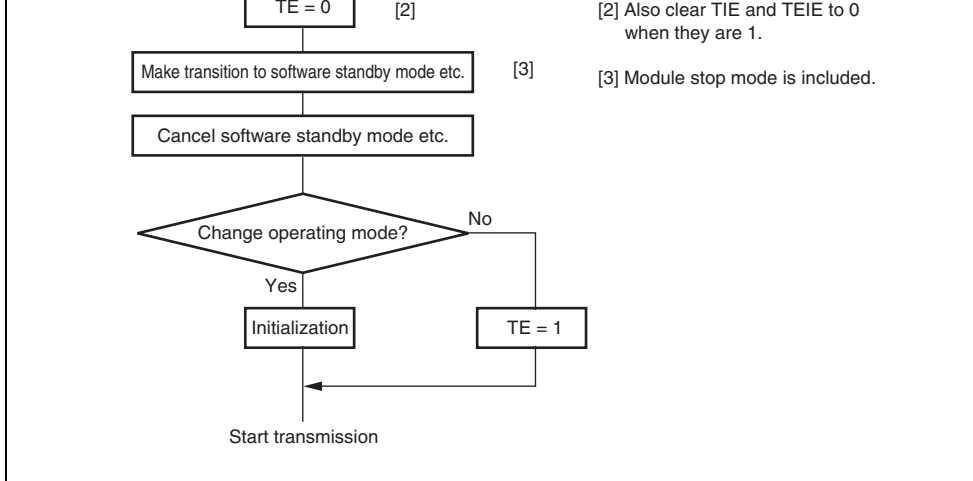 TE = 0
[2]
[2] Also clear TIE and TEIE to 0
when they are 1.
Make transition to software standby mode etc.
[3]
[3] Module stop mode is included.
Cancel software standby mode etc.
Change operating mode?
No
Yes
Initialization
TE = 1
Start transmission